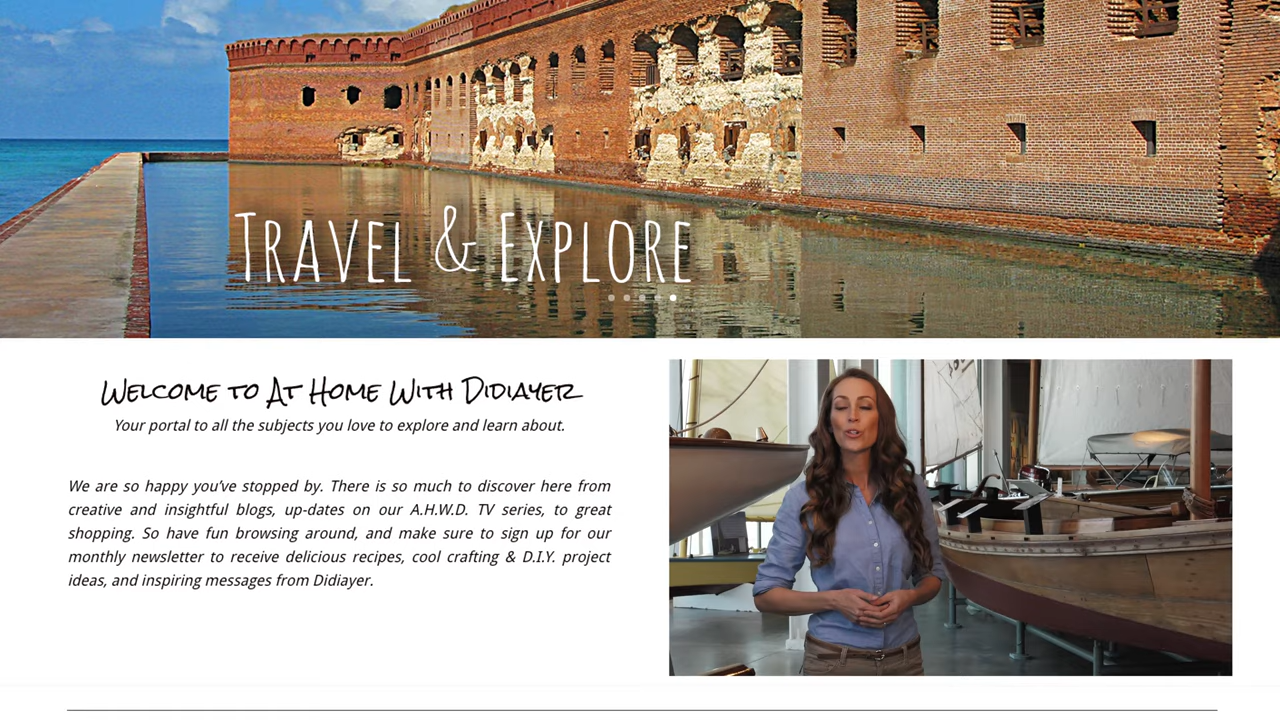 TRAVEL & EXPLORE
WELCOME TO AT HOME WITH DIDIAYER
Your portal to all the subjects you love to explore and learn about.
We are so happy you’ve stopped by. There is so much to discover here from
creative and insightful blogs, up-dates on our A.H.W.D. TV series, to great
shopping. So have fun browsing around, and make sure to sign up for our
monthly newsletter to receive delicious recipes, cool crafting & D.I.Y. project
ideas, and inspiring messages from Didiayer.